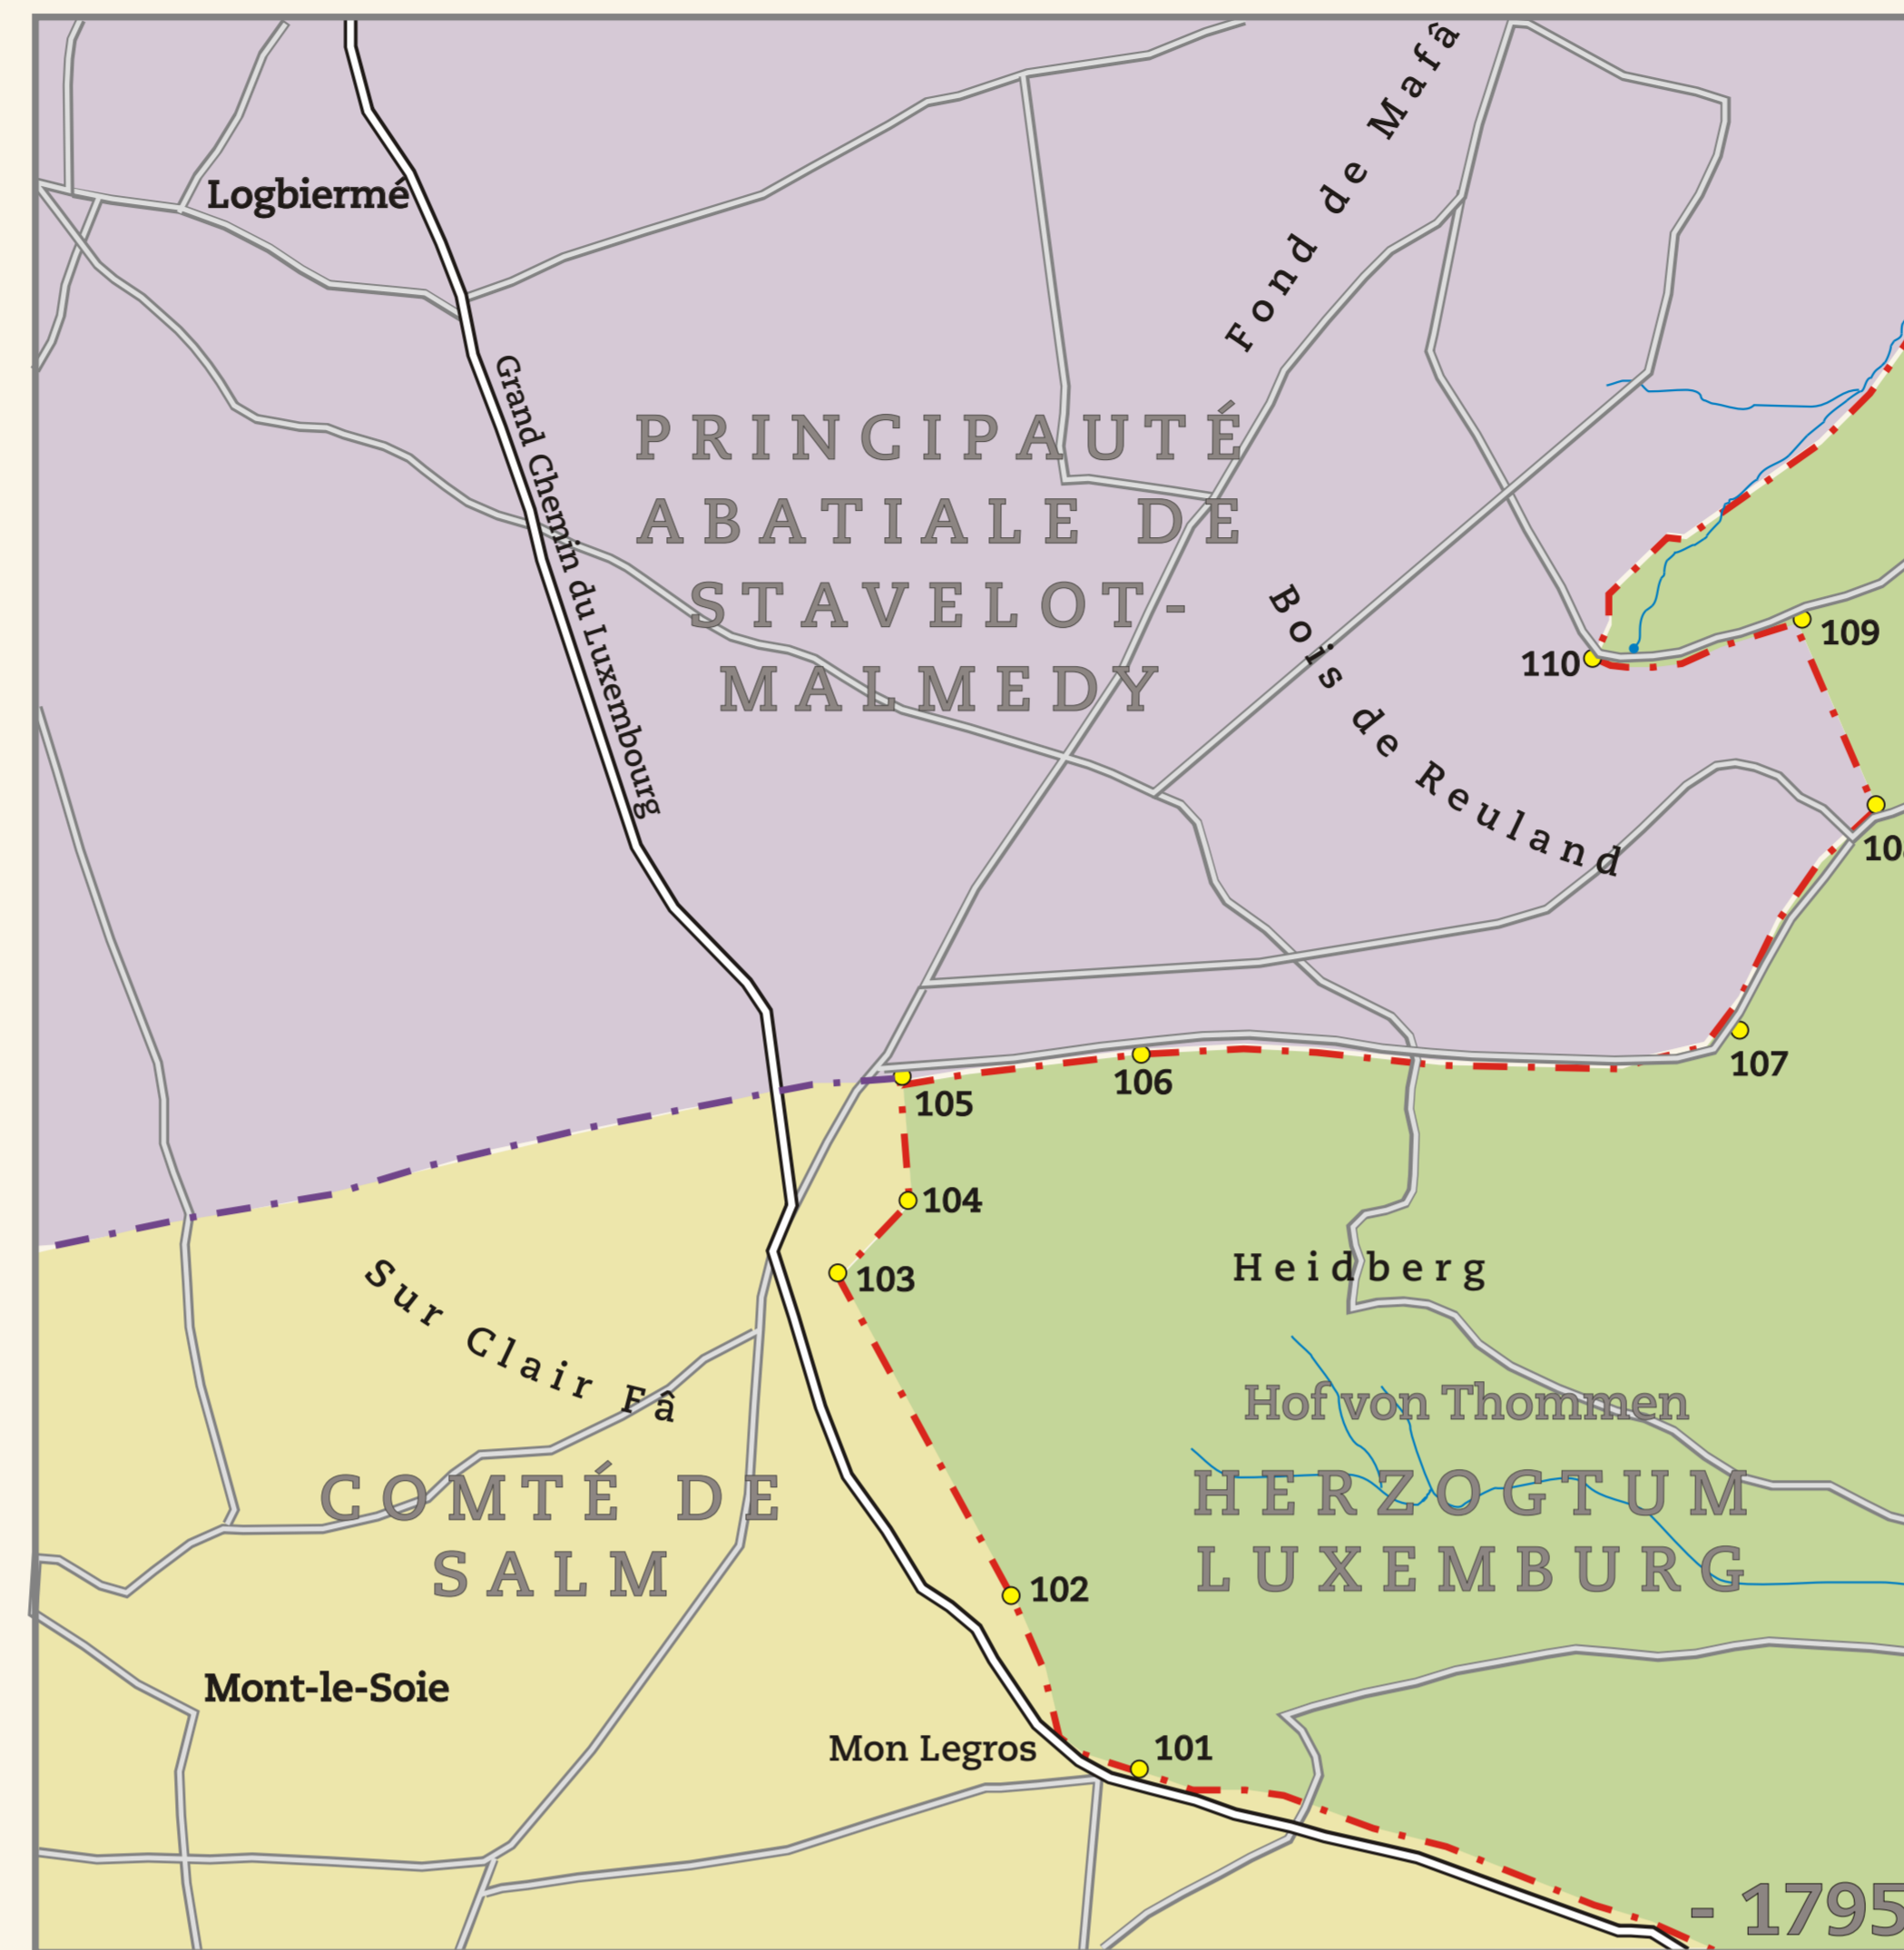 Fond de Mafâ
Logbiermé
Grand Chemin du Luxembourg
PRINCIPAUTÉ
ABATIALE DE
STAVELOT-
MALMEDY
Bois de Reuland
109
110
107
106
105
104
103
Heidberg
Sur Clair Fâ
Hof von Thommen
HERZOGTUM
LUXEMBURG
COMTÉ DE
SALM
102
Mont-le-Soie
Mon Legros
101
- 1795